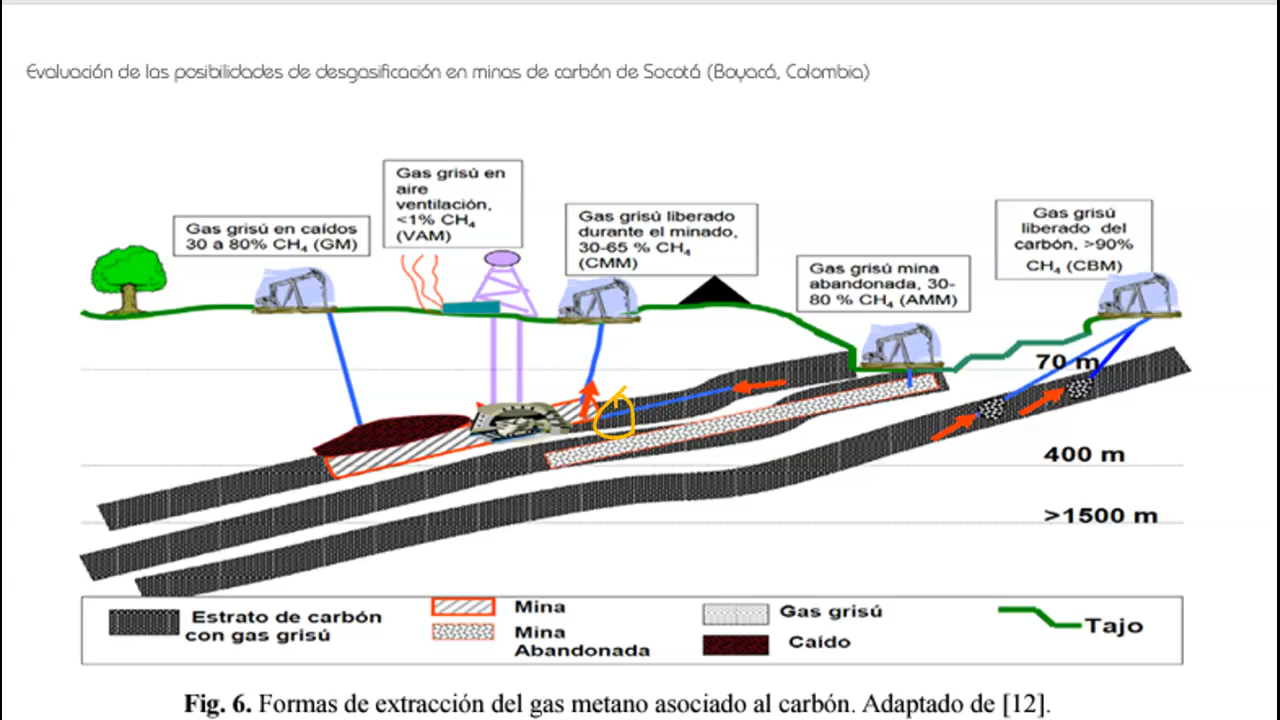 Evaluación de las posibilidades de desgasificación en minas de carbón de Socotá (Boyacá, Colombia)
Gas grisú en caídos
30 a 80% CH₄ (GM)
Gas grisú en
aire
ventilación,
<1% CH₄
(VAM)
Gas grisú liberado
durante el minado,
30-65 % CH₄
(CMM)
Gas grisú mina
abandonada, 30-
80 % CH₄ (AMM)
Gas grisú
liberado del
carbón, >90%
CH₄ (CBM)
70 m
400 m
>1500 m
Estrato de carbón
con gas grisú
Mina
Mina
Abandonada
Gas grisú
Caído
Tajo
Fig. 6. Formas de extracción del gas metano asociado al carbón. Adaptado de [12].